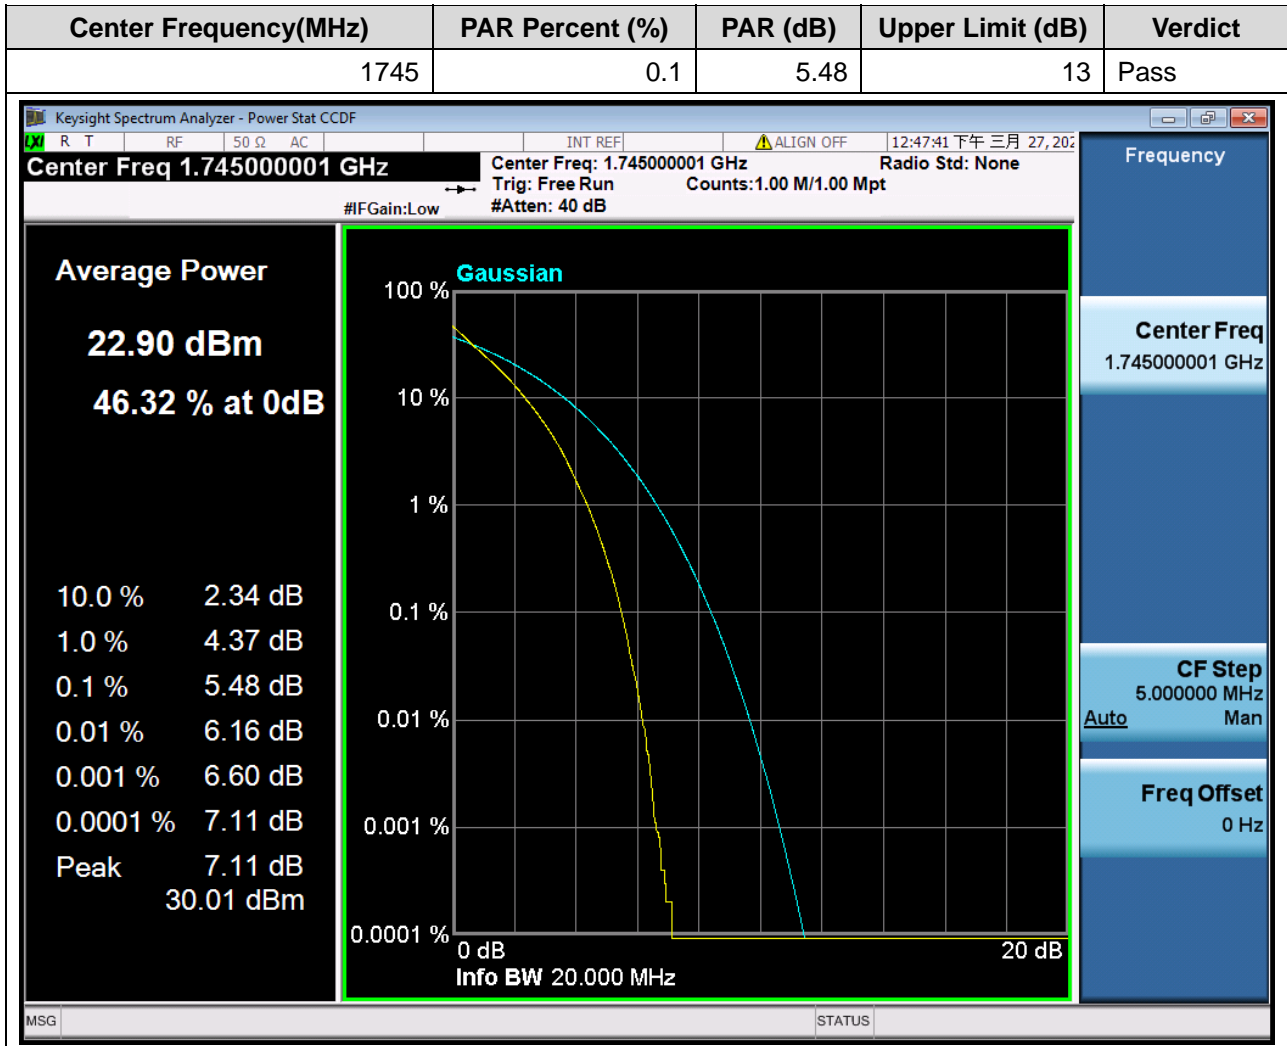 Center Frequency(MHz) PAR Percent (%) PAR (dB) Upper Limit (dB) Verdict
1745 0.1 5.48 13 Pass
Keysight Spectrum Analyzer - Power Stat CCDF
LXI R T RF 50 Ω AC INT REF ALIGN OFF 12:47:41 下午 三月 27, 202
Center Freq 1.745000001 GHz
Center Freq: 1.745000001 GHz Radio Std: None
Trig: Free Run Counts:1.00 M/1.00 Mpt
#IFGain:Low #Atten: 40 dB
Frequency
Average Power
22.90 dBm
46.32 % at 0dB
10.0 % 2.34 dB
1.0 % 4.37 dB
0.1 % 5.48 dB
0.01 % 6.16 dB
0.001 % 6.60 dB
0.0001 % 7.11 dB
Peak 7.11 dB
30.01 dBm
Gaussian
100 %
10 %
1 %
0.1 %
0.01 %
0.001 %
0.0001 %
0 dB 20 dB
Info BW 20.000 MHz
Center Freq
1.745000001 GHz
CF Step
5.000000 MHz
Auto Man
Freq Offset
0 Hz
MSG STATUS